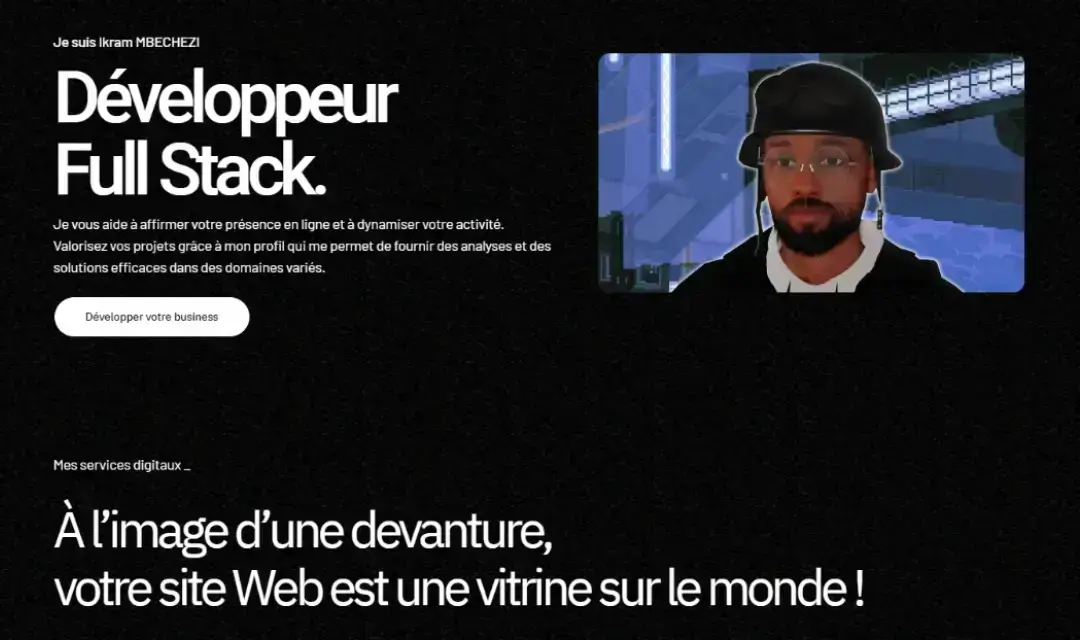 Je suis Ikram MBECHEZI
Développeur
Full Stack.
Je vous aide à affirmer votre présence en ligne et à dynamiser votre activité.
Valorisez vos projets grâce à mon profil qui me permet de fournir des analyses et des
solutions efficaces dans des domaines variés.
Développer votre business
Mes services digitaux _
À l’image d’une devanture,
votre site Web est une vitrine sur le monde !